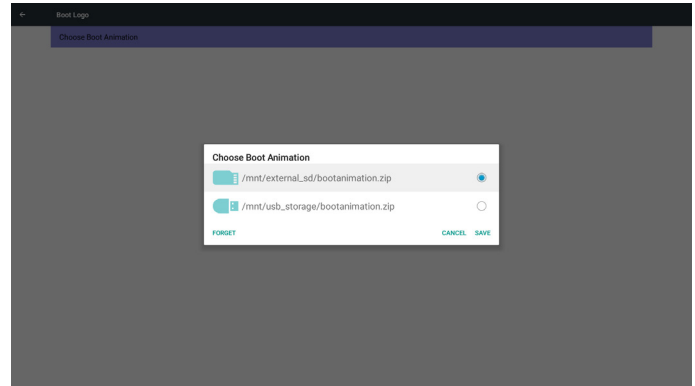 Boot Logo
Choose Boot Animation
Choose Boot Animation
/mnt/external_sd/bootanimation.zip
/mnt/usb_storage/bootanimation.zip
FORGET CANCEL SAVE